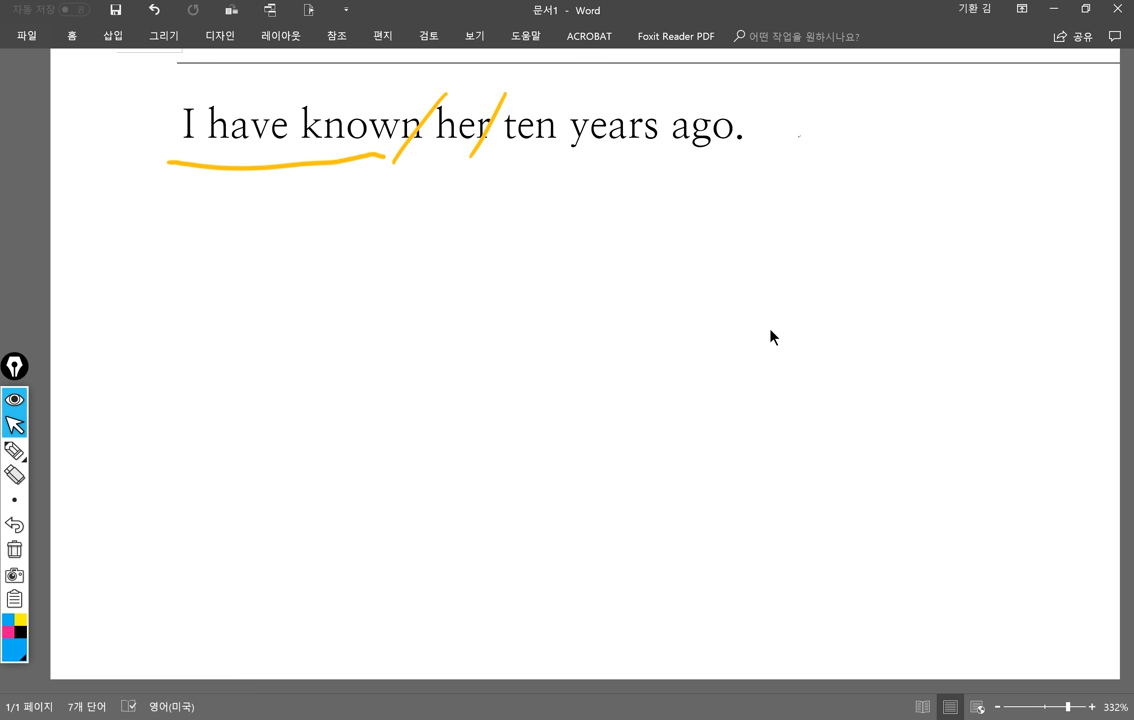 자동 저장
문서1 - Word
기환 김
파일 홈 삽입 그리기 디자인 레이아웃 참조 편지 검토 보기 도움말 ACROBAT Foxit Reader PDF 어떤 작업을 원하시나요? 공유
I have known her ten years ago.
1/1 페이지 7개 단어 영어(미국) 332%